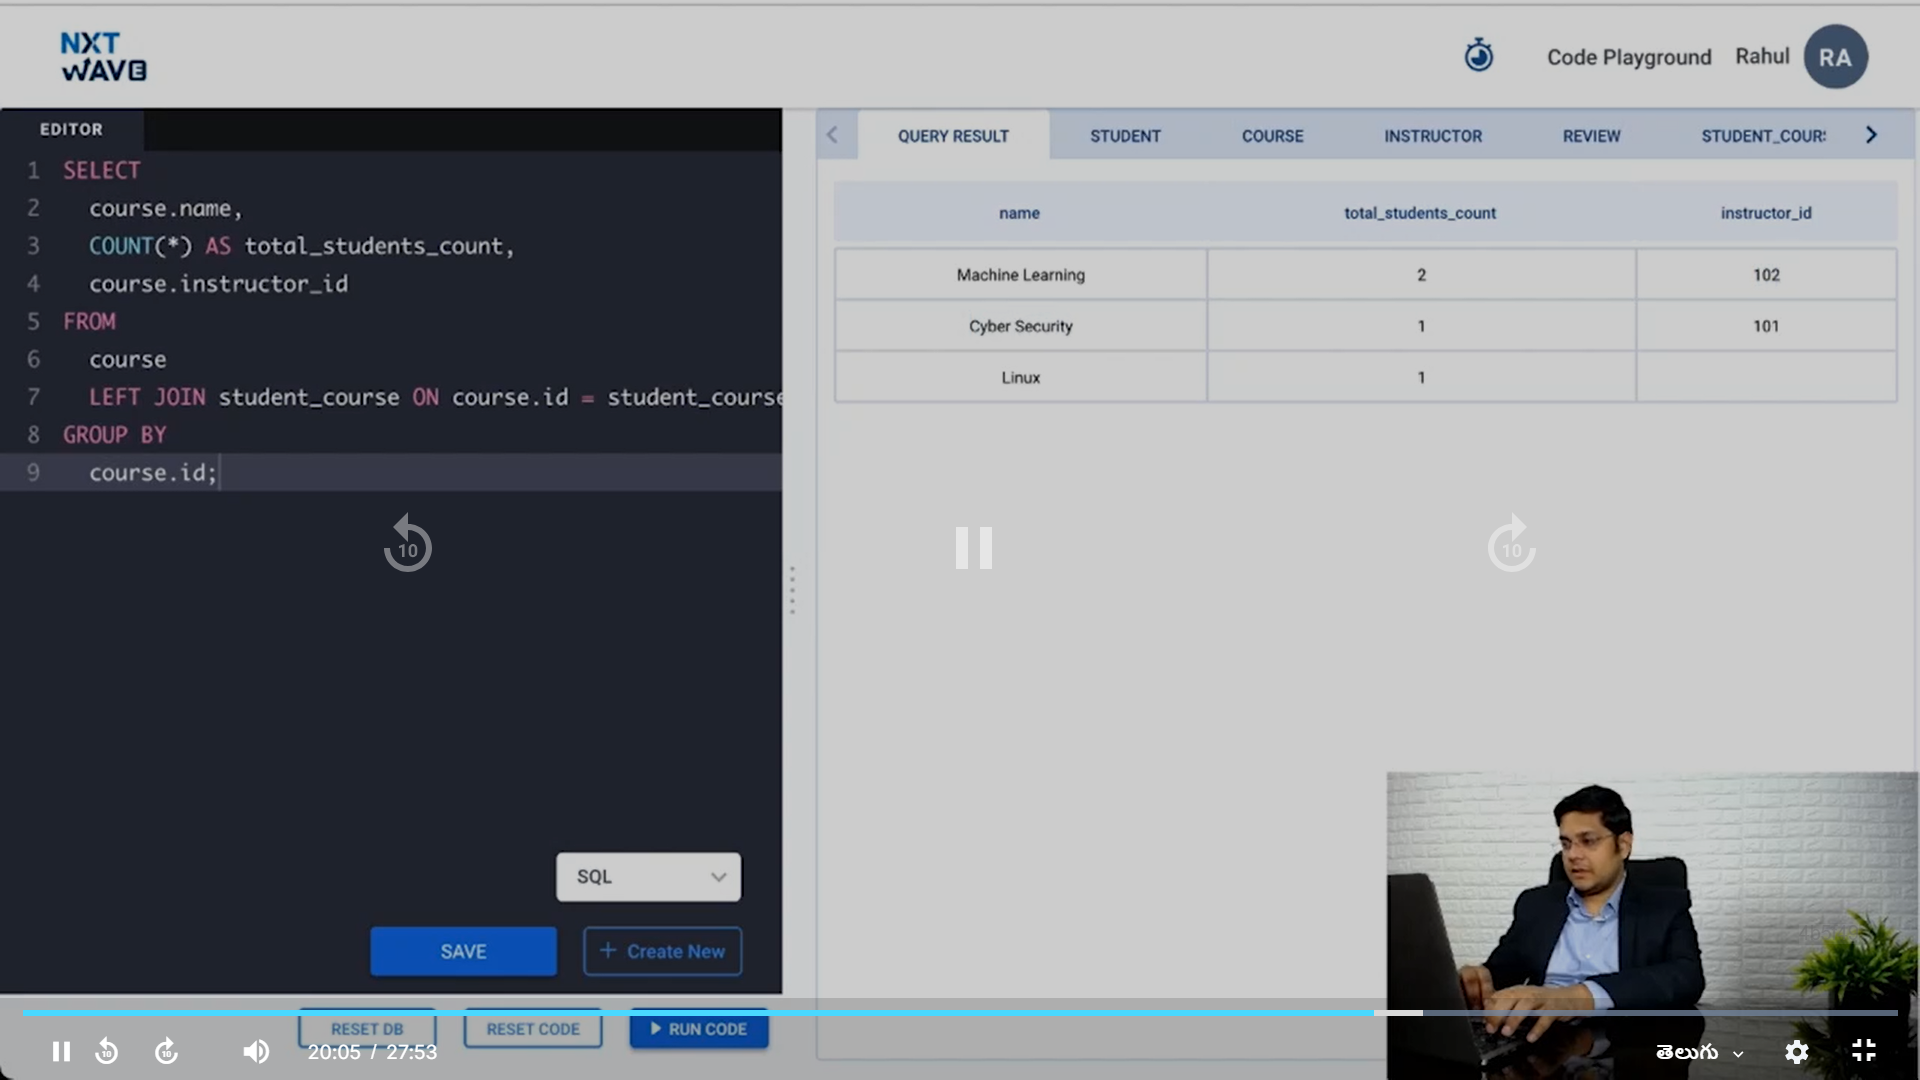 NXT
WAVE
Code Playground
Rahul
RA
EDITOR
1 SELECT
2 course.name,
3 COUNT(*) AS total_students_count,
4 course.instructor_id
5 FROM
6 course
7 LEFT JOIN student_course ON course.id = student_course
8 GROUP BY
9 course.id;
QUERY RESULT STUDENT COURSE INSTRUCTOR REVIEW STUDENT_COUR
name total_students_count instructor_id
Machine Learning 2 102
Cyber Security 1 101
Linux 1
10
10
SQL
SAVE
+ Create New
RESET DB
RESET CODE
RUN CODE
10
10
20:05 / 27:53
తెలుగు